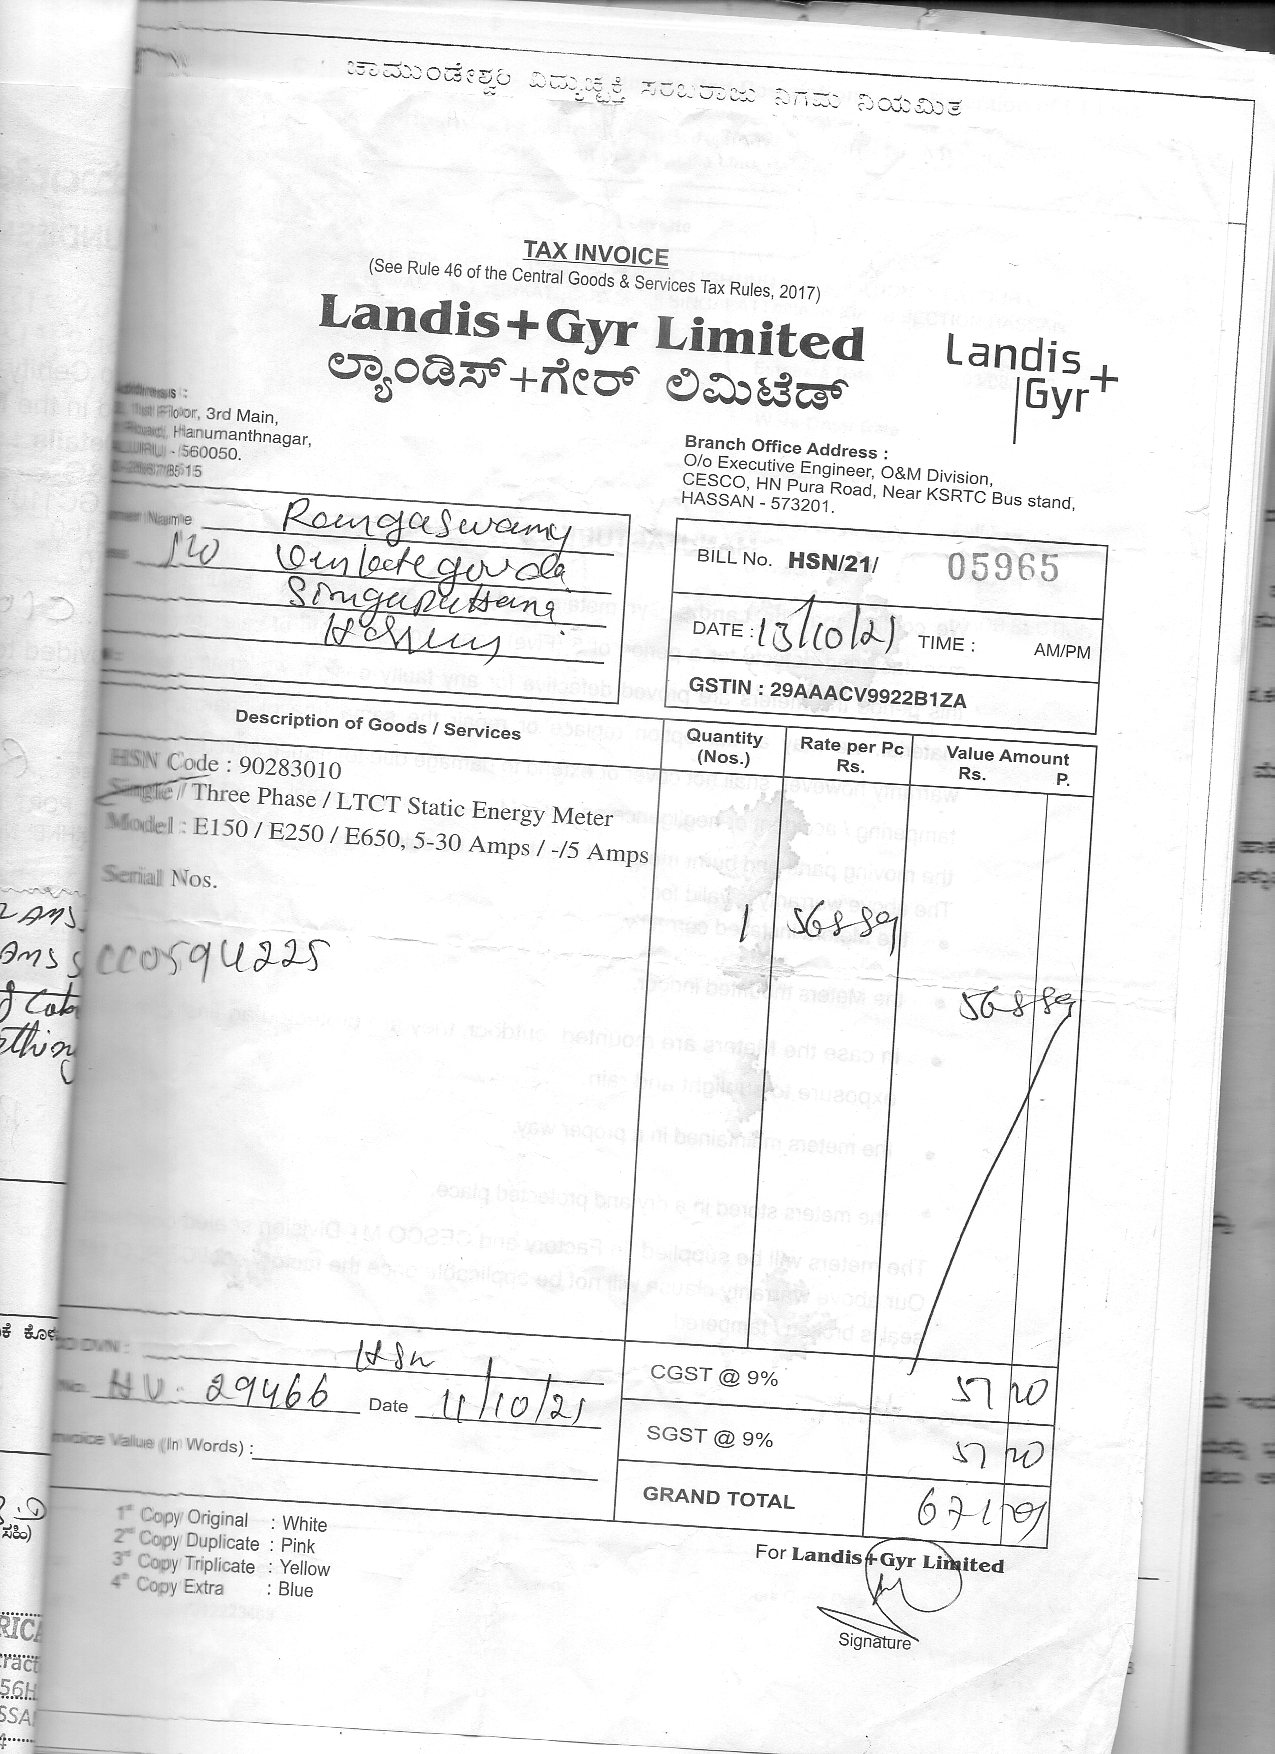 ಚಾಮುಂಡೇಶ್ವರಿ ವಿದ್ಯುಚ್ಛಕ್ತಿ ಸರಬರಾಜು ನಿಗಮ ನಿಯಮಿತ
TAX INVOICE
(See Rule 46 of the Central Goods & Services Tax Rules, 2017)
Landis+Gyr Limited
ಲ್ಯಾಂಡಿಸ್+ಗೇರ್ ಲಿಮಿಟೆಡ್
Landis+
Gyr
Address :
Floor, 3rd Main,
Hanumanthnagar,
- 560050.
Branch Office Address :
O/o Executive Engineer, O&M Division,
CESCO, HN Pura Road, Near KSRTC Bus stand,
HASSAN - 573201.
Name Rangaswamy
BILL No. HSN/21/ 05965
DATE : 13/10/21 TIME : AM/PM
GSTIN : 29AAACV9922B1ZA
Description of Goods / Services
Quantity (Nos.)
Rate per Pc Rs.
Value Amount Rs. P.
HSN Code : 90283010
Single / Three Phase / LTCT Static Energy Meter
Model : E150 / E250 / E650, 5-30 Amps / -/5 Amps
Serial Nos.
1 568 89
568 89
HSN
29466 Date 11/10/21
Invoice Value (In Words) :
CGST @ 9% 51 20
SGST @ 9% 51 20
GRAND TOTAL 671 29
1st Copy Original : White
2nd Copy Duplicate : Pink
3rd Copy Triplicate : Yellow
4th Copy Extra : Blue
For Landis+Gyr Limited
Signature